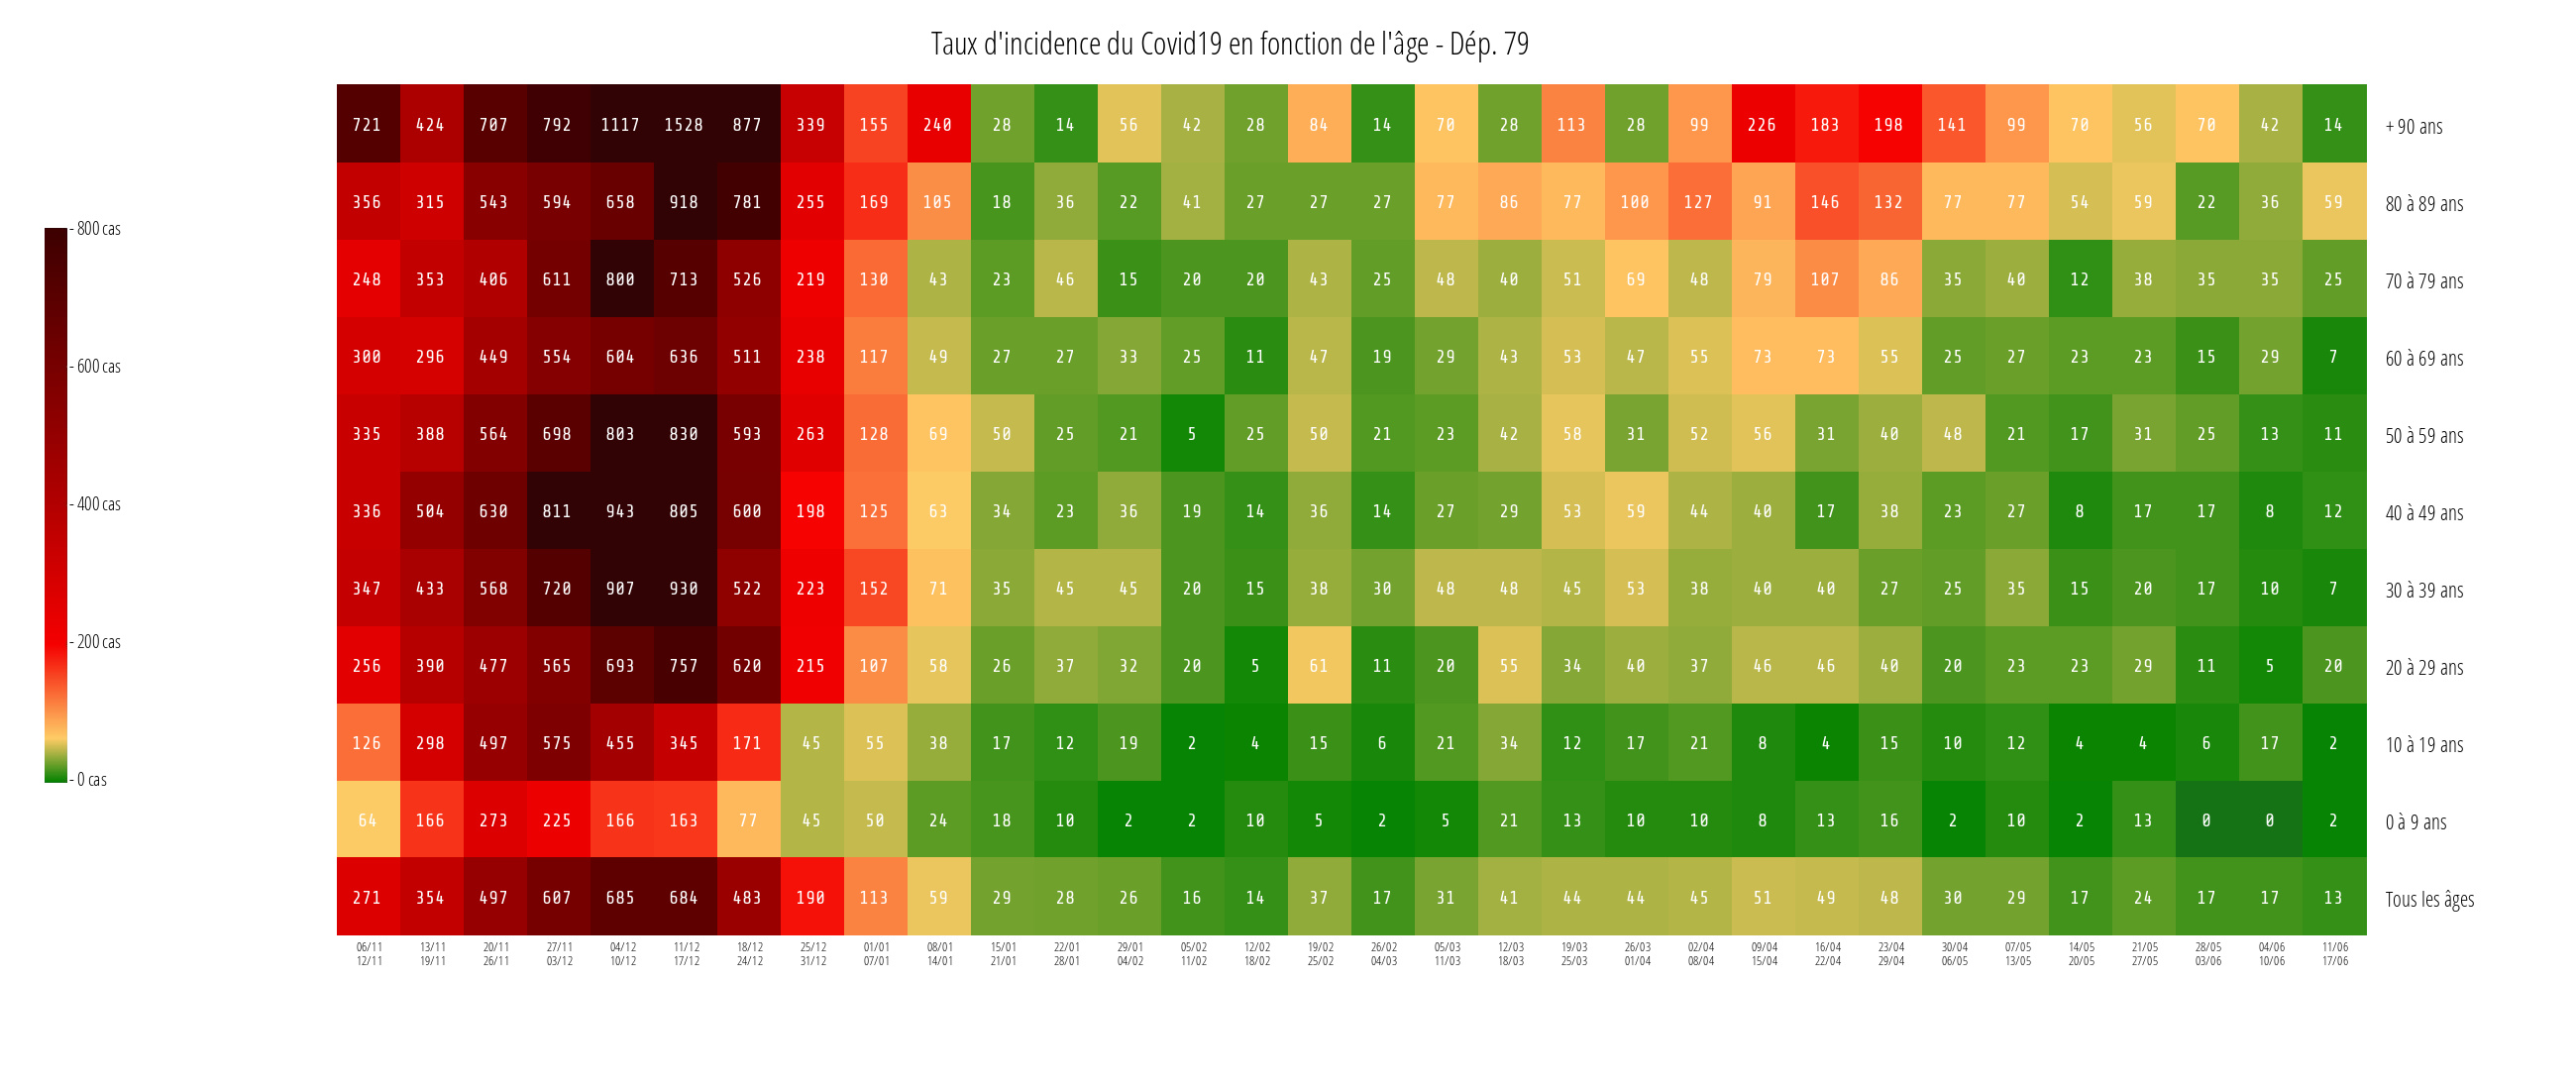 Taux d'incidence du Covid19 en fonction de l'âge - Dép. 79
721 424 707 792 1117 1528 877 339 155 240 28 14 56 42 28 84 14 70 28 113 28 99 226 183 198 141 99 70 56 70 42 14 + 90 ans
356 315 543 594 658 918 781 255 169 105 18 36 22 41 27 27 27 77 86 77 100 127 91 146 132 77 77 54 59 22 36 59 80 à 89 ans
- 800 cas
248 353 406 611 800 713 526 219 130 43 23 46 15 20 20 43 25 48 40 51 69 48 79 107 86 35 40 12 38 35 35 25 70 à 79 ans
300 296 449 554 604 636 511 238 117 49 27 27 33 25 11 47 19 29 43 53 47 55 73 73 55 25 27 23 23 15 29 7 60 à 69 ans
- 600 cas
335 388 564 698 803 830 593 263 128 69 50 25 21 5 25 50 21 23 42 58 31 52 56 31 40 48 21 17 31 25 13 11 50 à 59 ans
- 400 cas
336 504 630 811 943 805 600 198 125 63 34 23 36 19 14 36 14 27 29 53 59 44 40 17 38 23 27 8 17 17 8 12 40 à 49 ans
347 433 568 720 907 930 522 223 152 71 35 45 45 20 15 38 30 48 48 45 53 38 40 40 27 25 35 15 20 17 10 7 30 à 39 ans
- 200 cas
256 390 477 565 693 757 620 215 107 58 26 37 32 20 5 61 11 20 55 34 40 37 46 46 40 20 23 23 29 11 5 20 20 à 29 ans
126 298 497 575 455 345 171 45 55 38 17 12 19 2 4 15 6 21 34 12 17 21 8 4 15 10 12 4 4 6 17 2 10 à 19 ans
- 0 cas
64 166 273 225 166 163 77 45 50 24 18 10 2 2 10 5 2 5 21 13 10 10 8 13 16 2 10 2 13 0 0 2 0 à 9 ans
271 354 497 607 685 684 483 190 113 59 29 28 26 16 14 37 17 31 41 44 44 45 51 49 48 30 29 17 24 17 17 13 Tous les âges
06/11 13/11 20/11 27/11 04/12 11/12 18/12 25/12 01/01 08/01 15/01 22/01 29/01 05/02 12/02 19/02 26/02 05/03 12/03 19/03 26/03 02/04 09/04 16/04 23/04 30/04 07/05 14/05 21/05 28/05 04/06 11/06
12/11 19/11 26/11 03/12 10/12 17/12 24/12 31/12 07/01 14/01 21/01 28/01 04/02 11/02 18/02 25/02 04/03 11/03 18/03 25/03 01/04 08/04 15/04 22/04 29/04 06/05 13/05 20/05 27/05 03/06 10/06 17/06